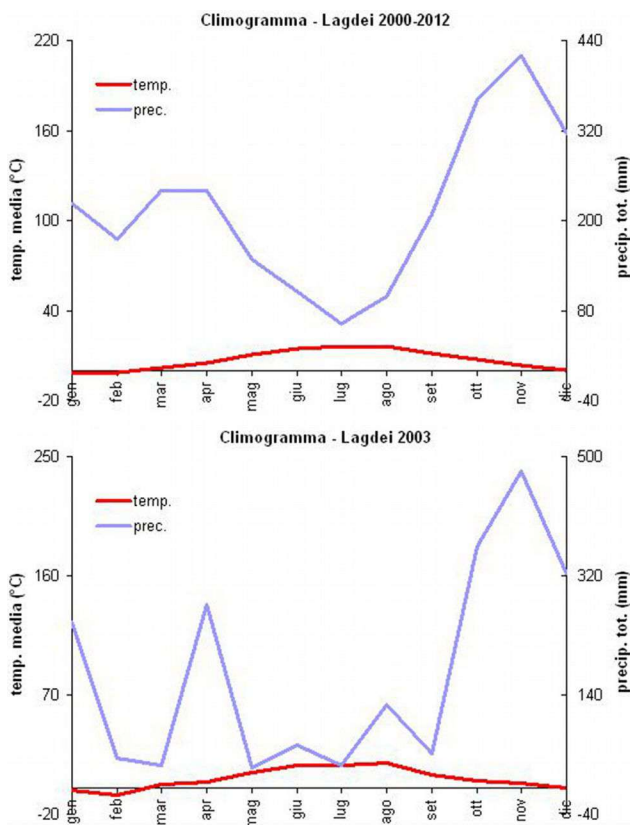 Climogramma - Lagdei 2000-2012
220
160
100
40
-20
temp. media (°C)
temp.
prec.
440
320
200
80
-40
precip. tot. (mm)
gen
feb
mar
apr
mag
giu
lug
ago
set
ott
nov
dic
Climogramma - Lagdei 2003
250
160
70
-20
temp. media (°C)
temp.
prec.
500
320
140
-40
precip. tot. (mm)
gen
feb
mar
apr
mag
giu
lug
ago
set
ott
nov
dic